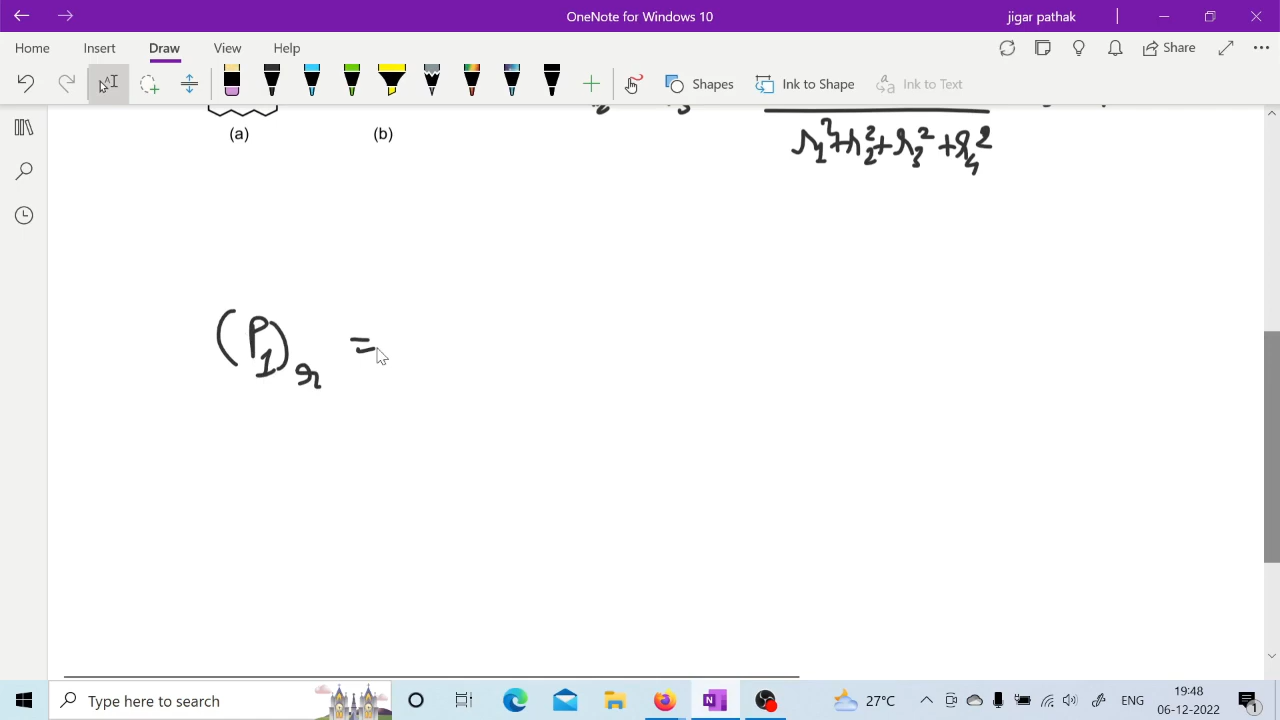 OneNote for Windows 10
jigar pathak
Home Insert Draw View Help
Share
Shapes
Ink to Shape
Ink to Text
(a) (b)
r₁²+r₂²+r₃²+r₄²
(P₁)ᵣ =
Type here to search
27°C
ENG
19:48
06-12-2022
1